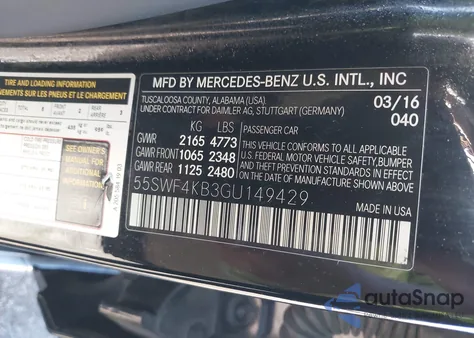 TIRE AND LOADING INFORMATION
SEE OWNER'S
MANUAL FOR
ADDITIONAL
INFORMATION
MFD BY MERCEDES-BENZ U.S. INTL., INC
TUSCALOOSA COUNTY, ALABAMA (USA)
UNDER CONTRACT FOR DAIMLER AG, STUTTGART (GERMANY)
03/16
040
KG LBS PASSENGER CAR
GVWR 2165 4773
GAWR FRONT 1065 2348
GAWR REAR 1125 2480
THIS VEHICLE CONFORMS TO ALL APPLICABLE
U.S. FEDERAL MOTOR VEHICLE SAFETY,BUMPER
AND THEFT PREVENTION STANDARDS IN EFFECT
ON THE DATE OF MANUFACTURE SHOWN ABOVE
55SWF4KB3GU149429
autoSnap